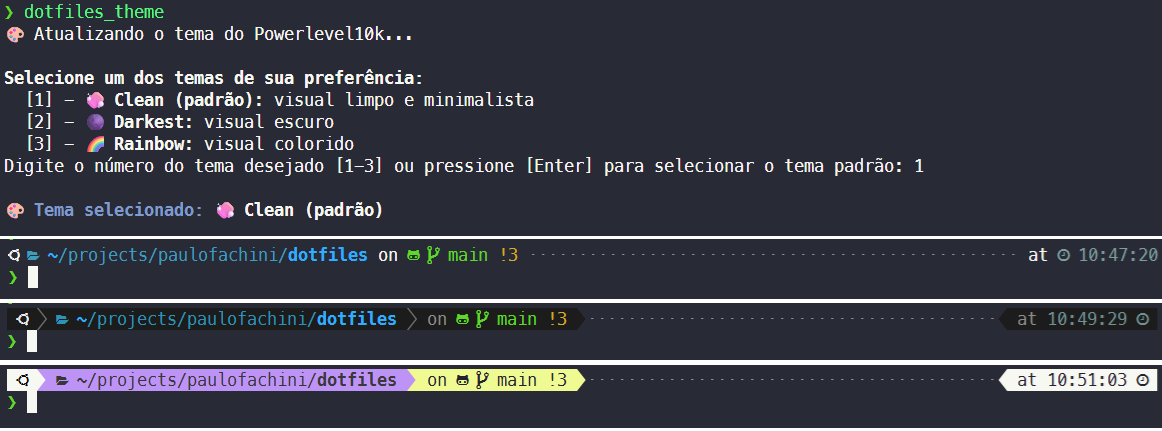 ❯ dotfiles_theme
🎨 Atualizando o tema do Powerlevel10k...
Selecione um dos temas de sua preferência:
[1] – 🧼 Clean (padrão): visual limpo e minimalista
[2] – 🌑 Darkest: visual escuro
[3] – 🌈 Rainbow: visual colorido
Digite o número do tema desejado [1–3] ou pressione [Enter] para selecionar o tema padrão: 1
🎨 Tema selecionado: 🧼 Clean (padrão)
~/projects/paulofachini/dotfiles on main !3 at 10:47:20
❯
~/projects/paulofachini/dotfiles on main !3 at 10:49:29
❯
~/projects/paulofachini/dotfiles on main !3 at 10:51:03
❯